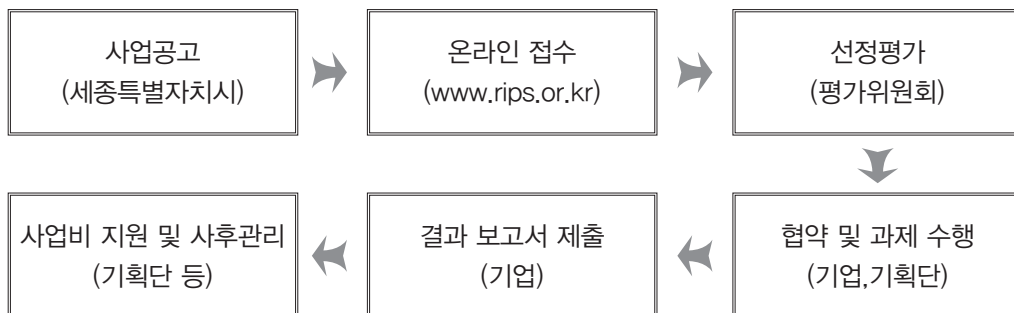 사업공고
(세종특별자치시)
온라인 접수
(www.rips.or.kr)
선정평가
(평가위원회)
협약 및 과제 수행
(기업,기획단)
결과 보고서 제출
(기업)
사업비 지원 및 사후관리
(기획단 등)